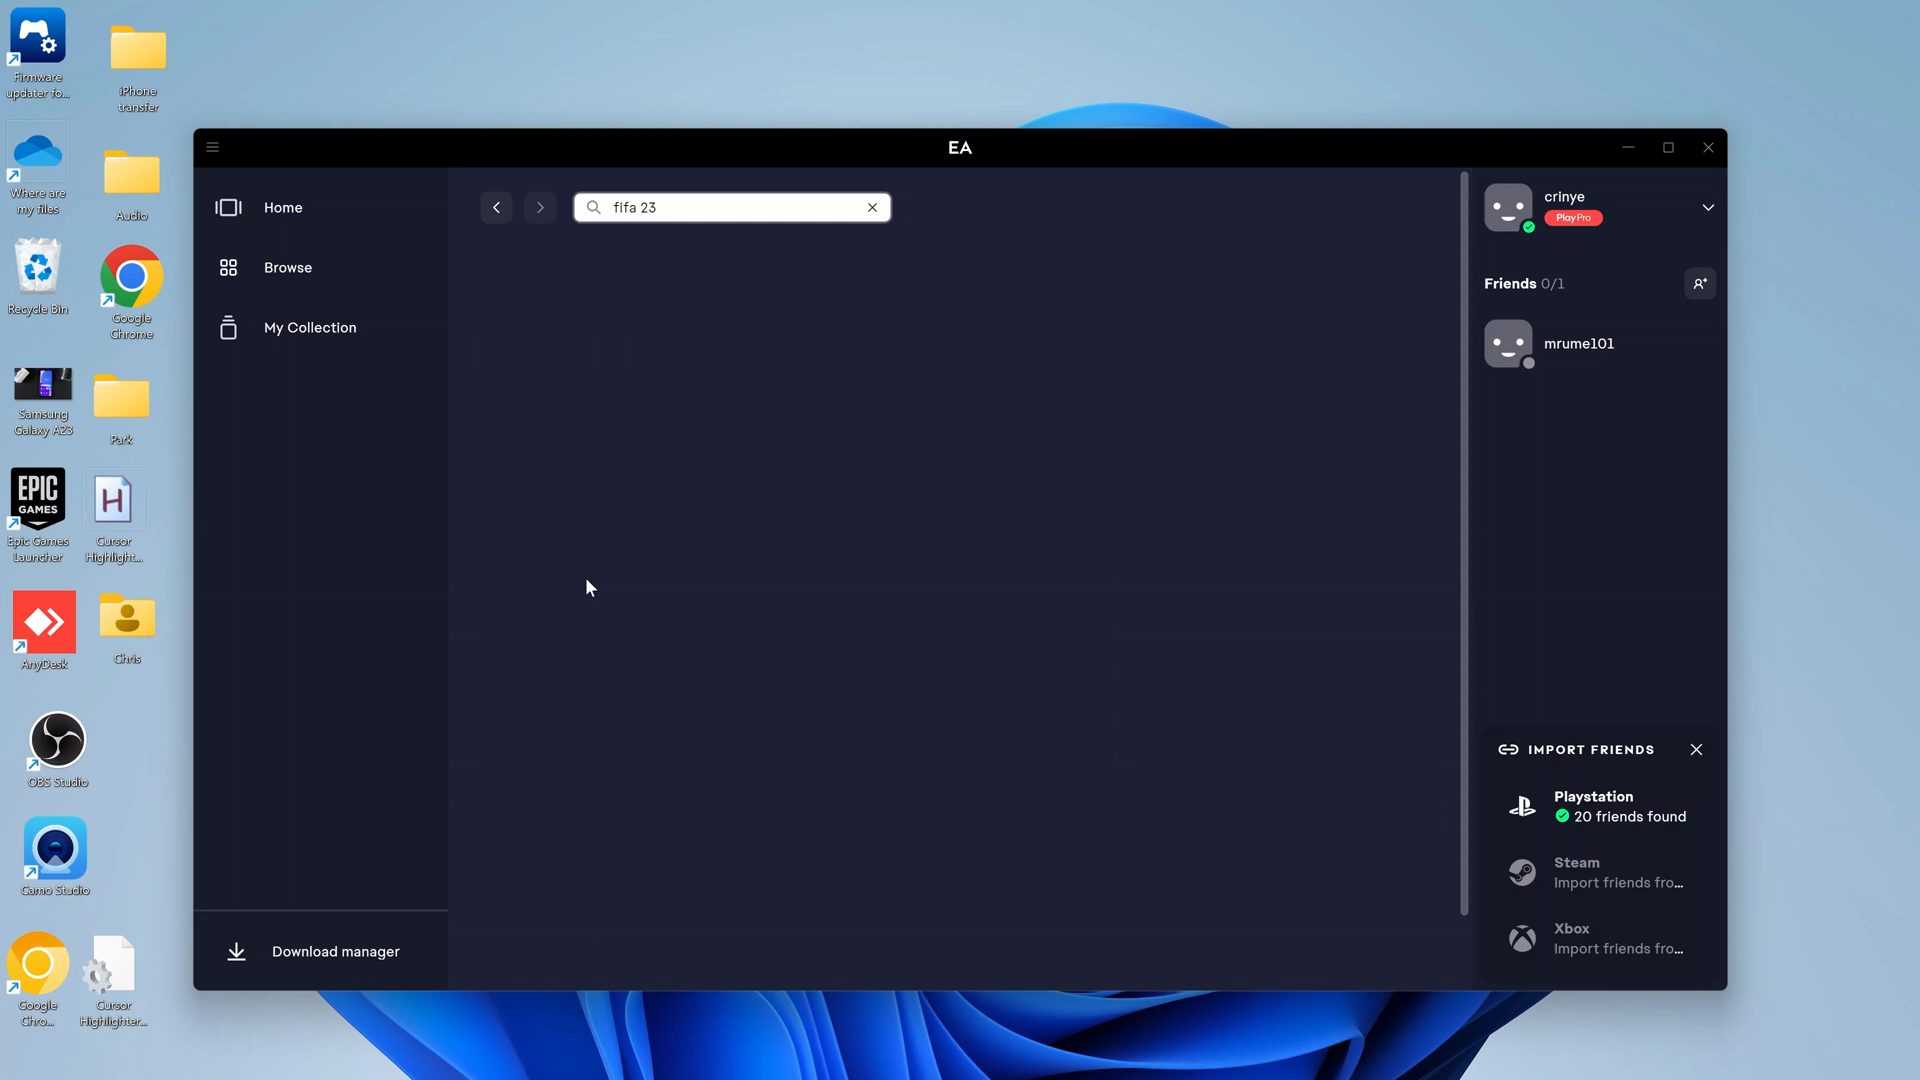 Firmware
updater fo...
iPhone
transfer
Where are
my files
Audio
Recycle Bin
Google
Chrome
Samsung
Galaxy A23
Park
EPIC
GAMES
Epic Games
Launcher
H
Cursor
Highlight...
AnyDesk
Chris
OBS Studio
Camo Studio
Google
Chro...
Cursor
Highlighter...
EA
Home
Browse
My Collection
Download manager
fifa 23
crinye
PlayPro
Friends 0/1
mrume101
IMPORT FRIENDS
Playstation
20 friends found
Steam
Import friends fro...
Xbox
Import friends fro...